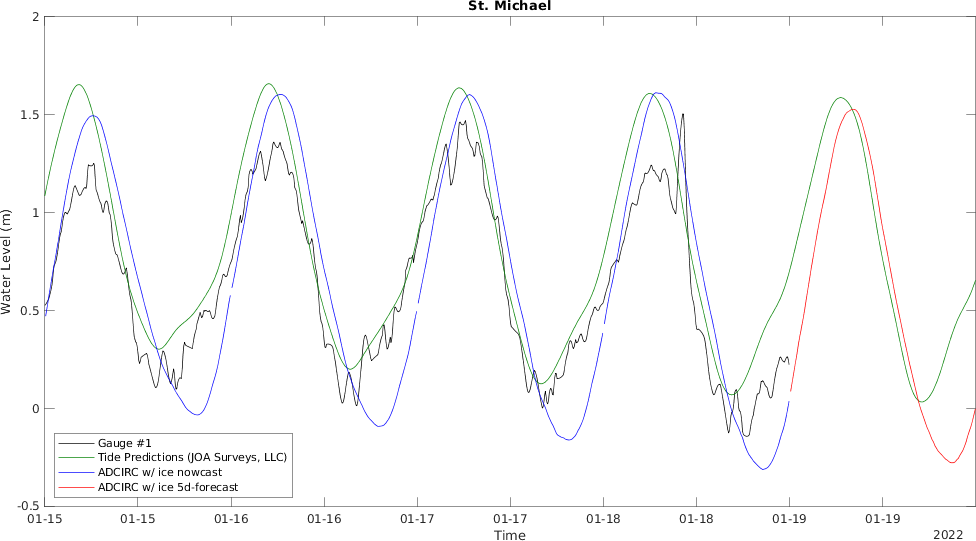 St. Michael
2
1.5
1
0.5
0
-0.5
Water Level (m)
Gauge #1
Tide Predictions (JOA Surveys, LLC)
ADCIRC w/ ice nowcast
ADCIRC w/ ice 5d-forecast
01-15 01-15 01-16 01-16 01-17 01-17 01-18 01-18 01-19 01-19
Time
2022